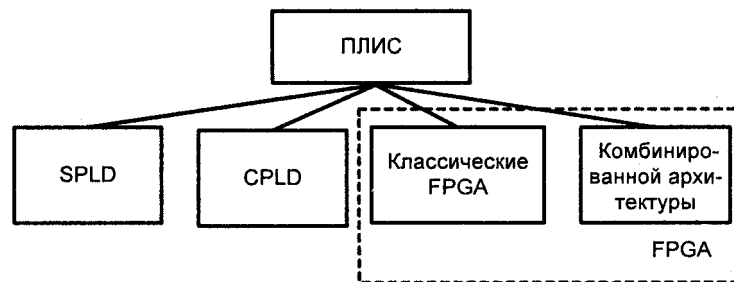 ПЛИС
SPLD
CPLD
Классические
FPGA
Комбиниро-
ванной архи-
тектуры
FPGA